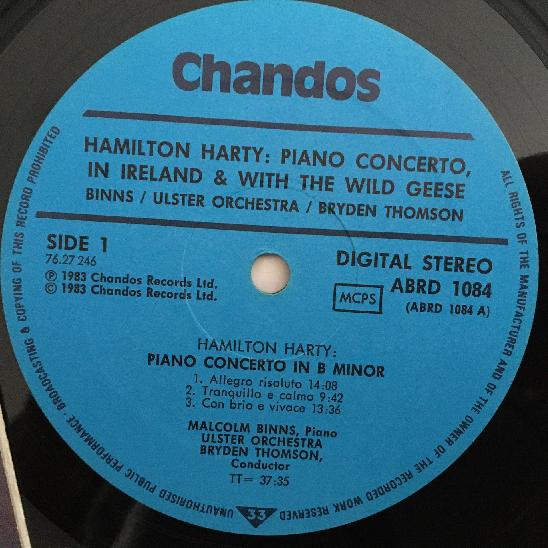 Chandos
HAMILTON HARTY: PIANO CONCERTO,
IN IRELAND & WITH THE WILD GEESE
BINNS / ULSTER ORCHESTRA / BRYDEN THOMSON
SIDE 1
76.27 246
Ⓟ 1983 Chandos Records Ltd.
© 1983 Chandos Records Ltd.
DIGITAL STEREO
MCPS
ABRD 1084
(ABRD 1084 A)
HAMILTON HARTY:
PIANO CONCERTO IN B MINOR
1. Allegro risoluto 14:08
2. Tranquillo e calmo 9:42
3. Con brio e vivace 13:36
MALCOLM BINNS, Piano
ULSTER ORCHESTRA
BRYDEN THOMSON,
Conductor
TT= 37:35
ALL RIGHTS OF THE MANUFACTURER AND OF THE OWNER OF THE RECORDED WORK RESERVED
33
UNAUTHORISED PUBLIC PERFORMANCE, BROADCASTING & COPYING OF THIS RECORD PROHIBITED